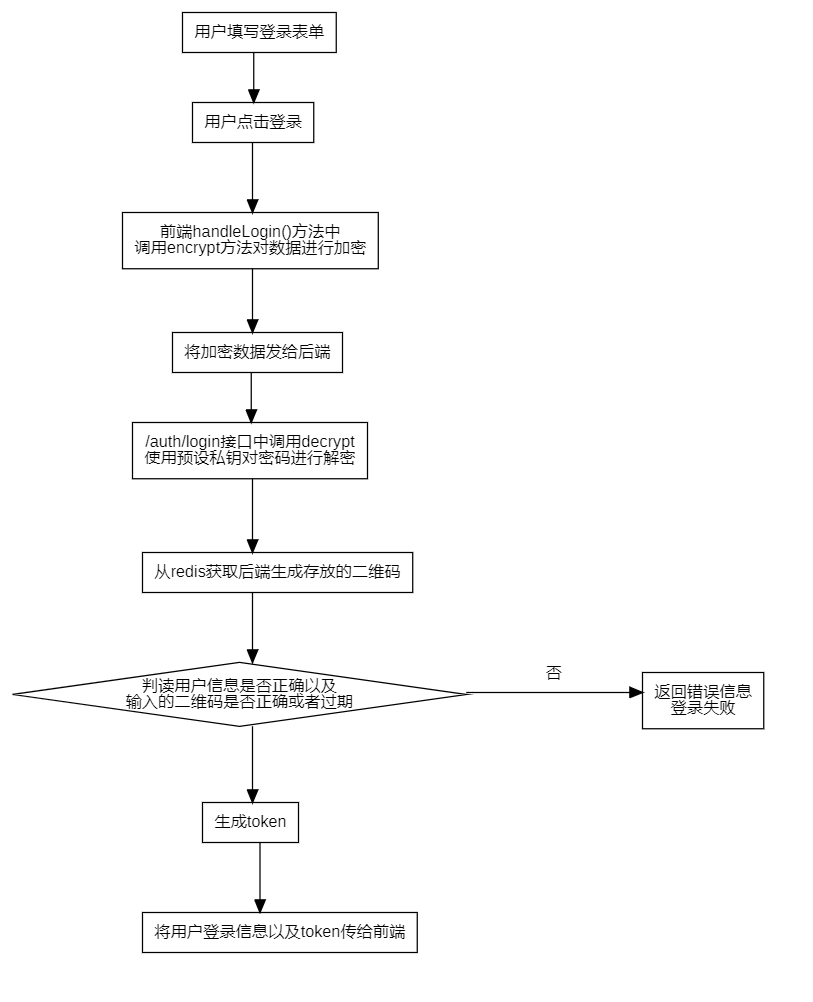 用户填写登录表单
用户点击登录
前端handleLogin()方法中
调用encrypt方法对数据进行加密
将加密数据发给后端
/auth/login接口中调用decrypt
使用预设私钥对密码进行解密
从redis获取后端生成存放的二维码
判读用户信息是否正确以及
输入的二维码是否正确或者过期
否
返回错误信息
登录失败
生成token
将用户登录信息以及token传给前端